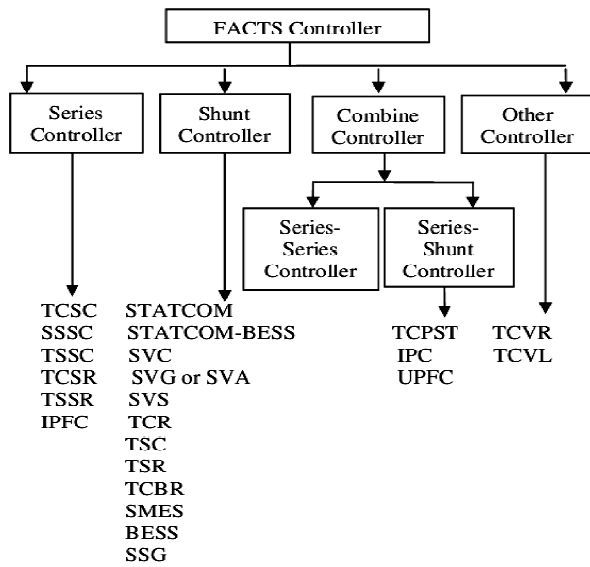 FACTS Controller
Series
Controller
Shunt
Controller
Combine
Controller
Other
Controller
Series-
Series
Controller
Series-
Shunt
Controller
TCSC
SSSC
TSSC
TCSR
TSSR
IPFC
STATCOM
STATCOM-BESS
SVC
SVG or SVA
SVS
TCR
TSC
TSR
TCBR
SMES
BESS
SSG
TCPST
IPC
UPFC
TCVR
TCVL